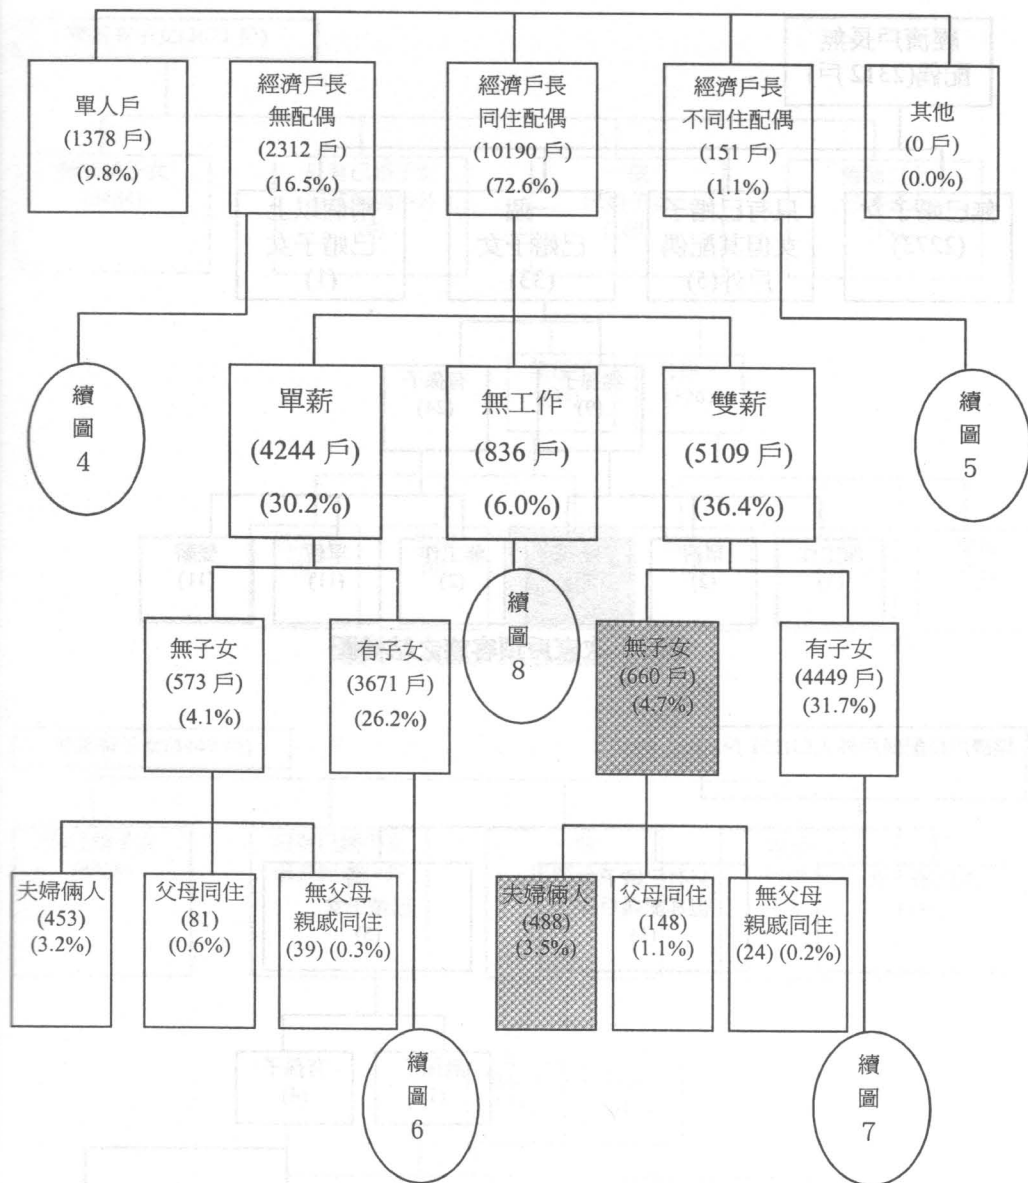 單人戶
(1378 戶)
(9.8%)
經濟戶長
無配偶
(2312 戶)
(16.5%)
經濟戶長
同住配偶
(10190 戶)
(72.6%)
經濟戶長
不同住配偶
(151 戶)
(1.1%)
其他
(0 戶)
(0.0%)
續
圖
4
單薪
(4244 戶)
(30.2%)
無工作
(836 戶)
(6.0%)
雙薪
(5109 戶)
(36.4%)
續
圖
5
無子女
(573 戶)
(4.1%)
有子女
(3671 戶)
(26.2%)
續
圖
8
無子女
(660 戶)
(4.7%)
有子女
(4449 戶)
(31.7%)
夫婦倆人
(453)
(3.2%)
父母同住
(81)
(0.6%)
無父母
親戚同住
(39) (0.3%)
夫婦倆人
(488)
(3.5%)
父母同住
(148)
(1.1%)
無父母
親戚同住
(24) (0.2%)
續
圖
6
續
圖
7